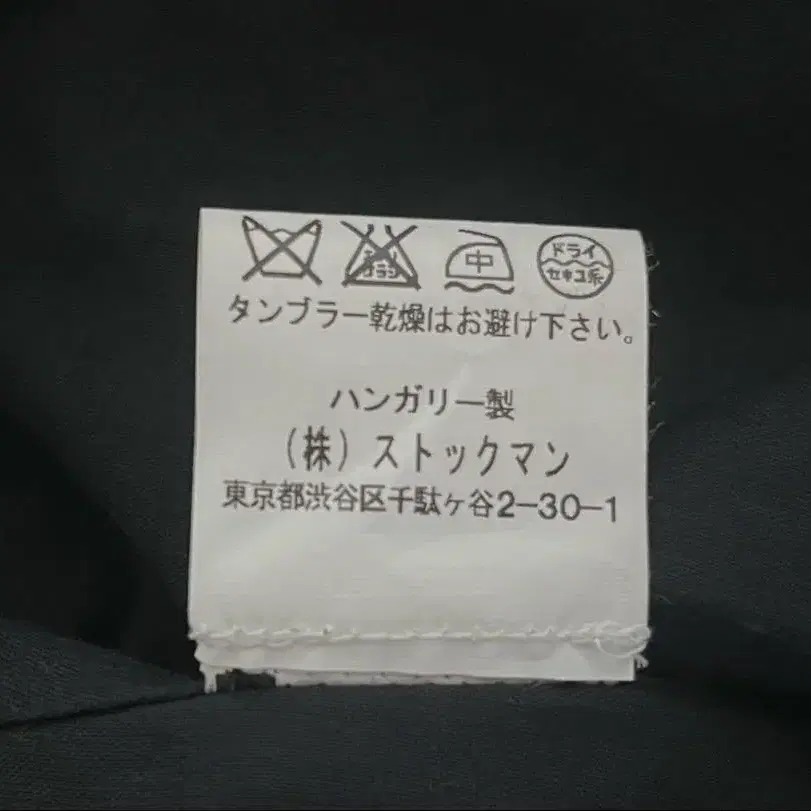 中 ドライ セキユ系
タンブラー乾燥はお避け下さい。
ハンガリー製
（株）ストックマン
東京都渋谷区千駄ヶ谷2-30-1